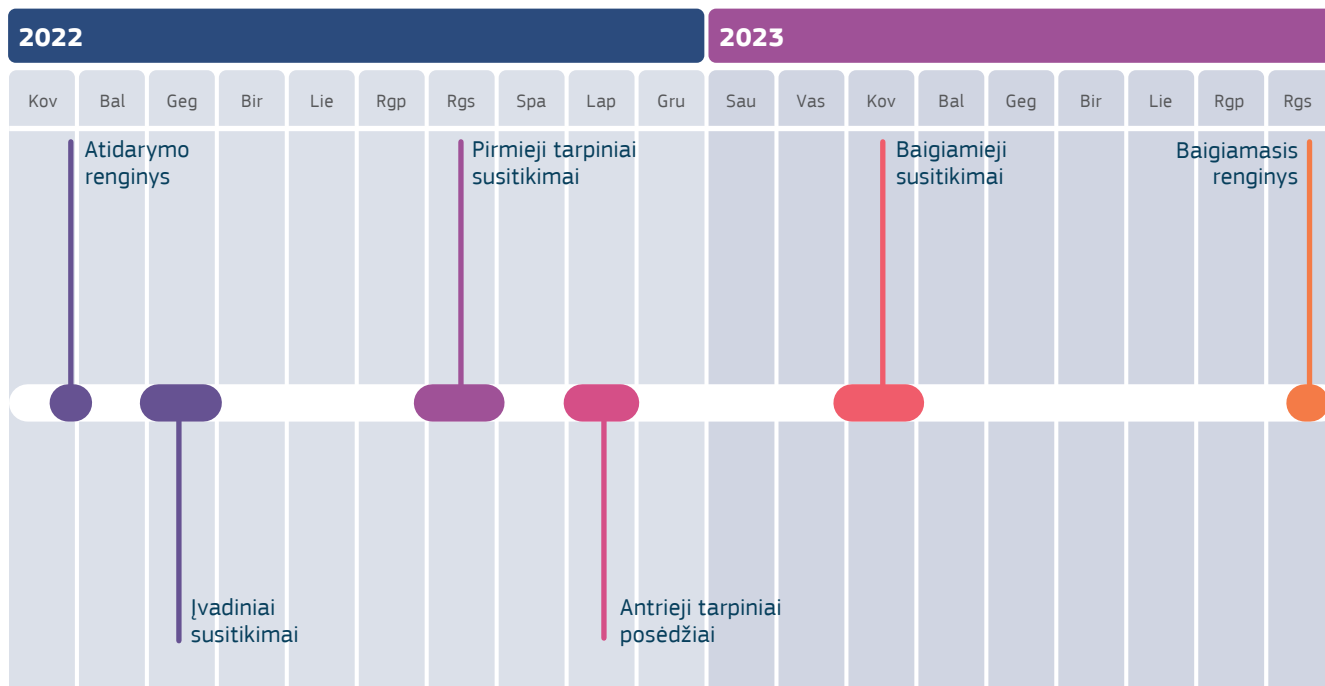 2022
2023
Kov
Bal
Geg
Bir
Lie
Rgp
Rgs
Spa
Lap
Gru
Sau
Vas
Kov
Bal
Geg
Bir
Lie
Rgp
Rgs
Atidarymo
renginys
Pirmieji tarpiniai
susitikimai
Baigiamieji
susitikimai
Baigiamasis
renginys
Įvadiniai
susitikimai
Antrieji tarpiniai
posėdžiai